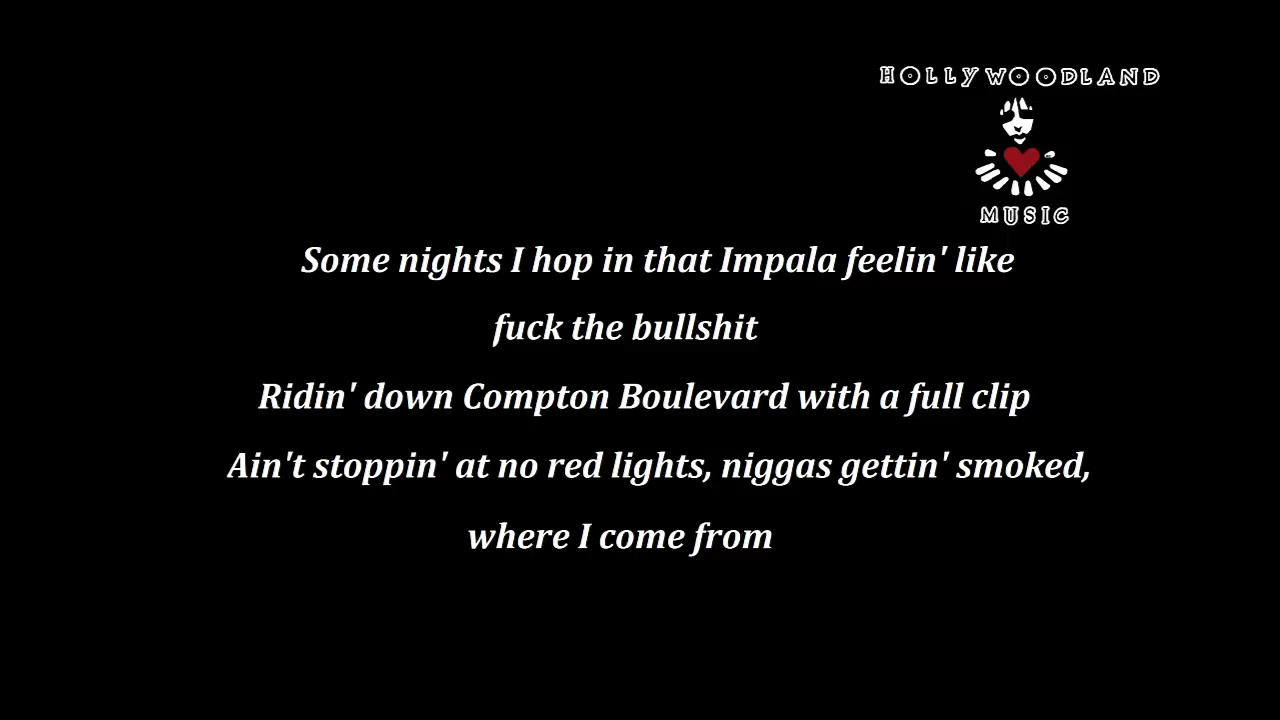 HOLLYWOODLAND
MUSIC
Some nights I hop in that Impala feelin' like
fuck the bullshit
Ridin' down Compton Boulevard with a full clip
Ain't stoppin' at no red lights, niggas gettin' smoked,
where I come from